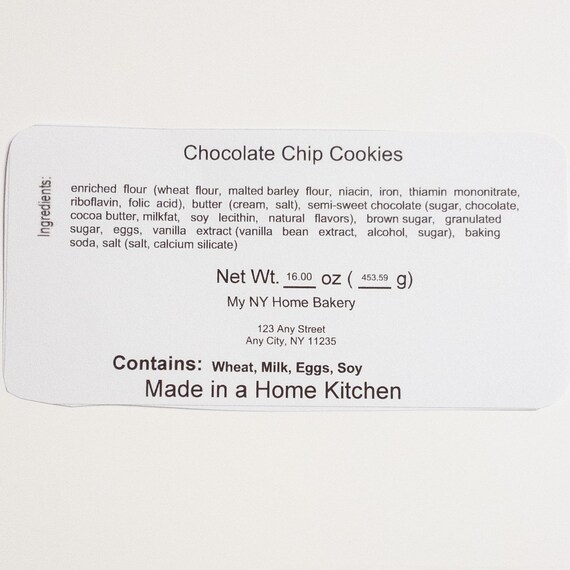 Chocolate Chip Cookies
Ingredients:
enriched flour (wheat flour, malted barley flour, niacin, iron, thiamin mononitrate,
riboflavin, folic acid), butter (cream, salt), semi-sweet chocolate (sugar, chocolate,
cocoa butter, milkfat, soy lecithin, natural flavors), brown sugar, granulated
sugar, eggs, vanilla extract (vanilla bean extract, alcohol, sugar), baking
soda, salt (salt, calcium silicate)
Net Wt. 16.00 oz ( 453.59 g)
My NY Home Bakery
123 Any Street
Any City, NY 11235
Contains: Wheat, Milk, Eggs, Soy
Made in a Home Kitchen